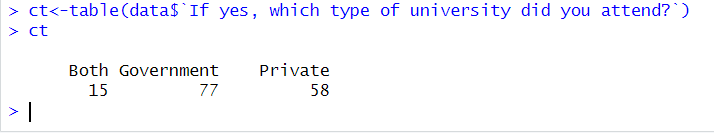 > ct<-table(data$`If yes, which type of university did you attend?`)
> ct
Both Government Private
15 77 58
>